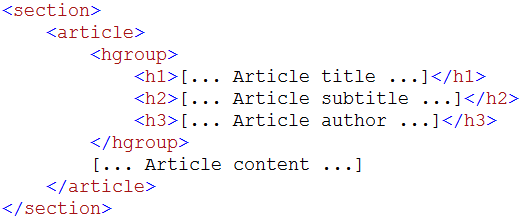 <section>
<article>
<hgroup>
<h1>[... Article title ...]</h1>
<h2>[... Article subtitle ...]</h2>
<h3>[... Article author ...]</h3>
</hgroup>
[... Article content ...]
</article>
</section>